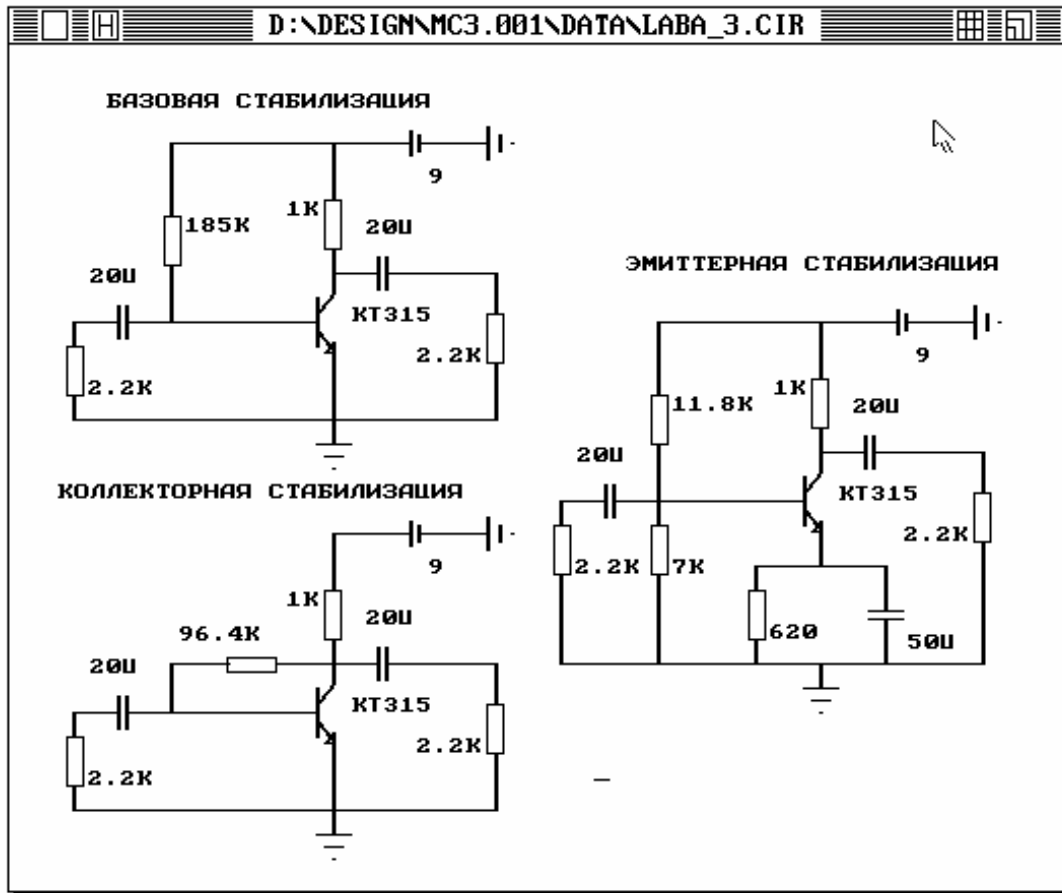 D:\DESIGN\MC3.001\DATA\LABA_3.CIR
H
БАЗОВАЯ СТАБИЛИЗАЦИЯ
9
1K
185K
20U
20U
KT315
2.2K
2.2K
КОЛЛЕКТОРНАЯ СТАБИЛИЗАЦИЯ
9
1K
20U
96.4K
20U
KT315
2.2K
2.2K
ЭМИТТЕРНАЯ СТАБИЛИЗАЦИЯ
9
1K
11.8K
20U
20U
KT315
2.2K
2.2K
7K
620
50U